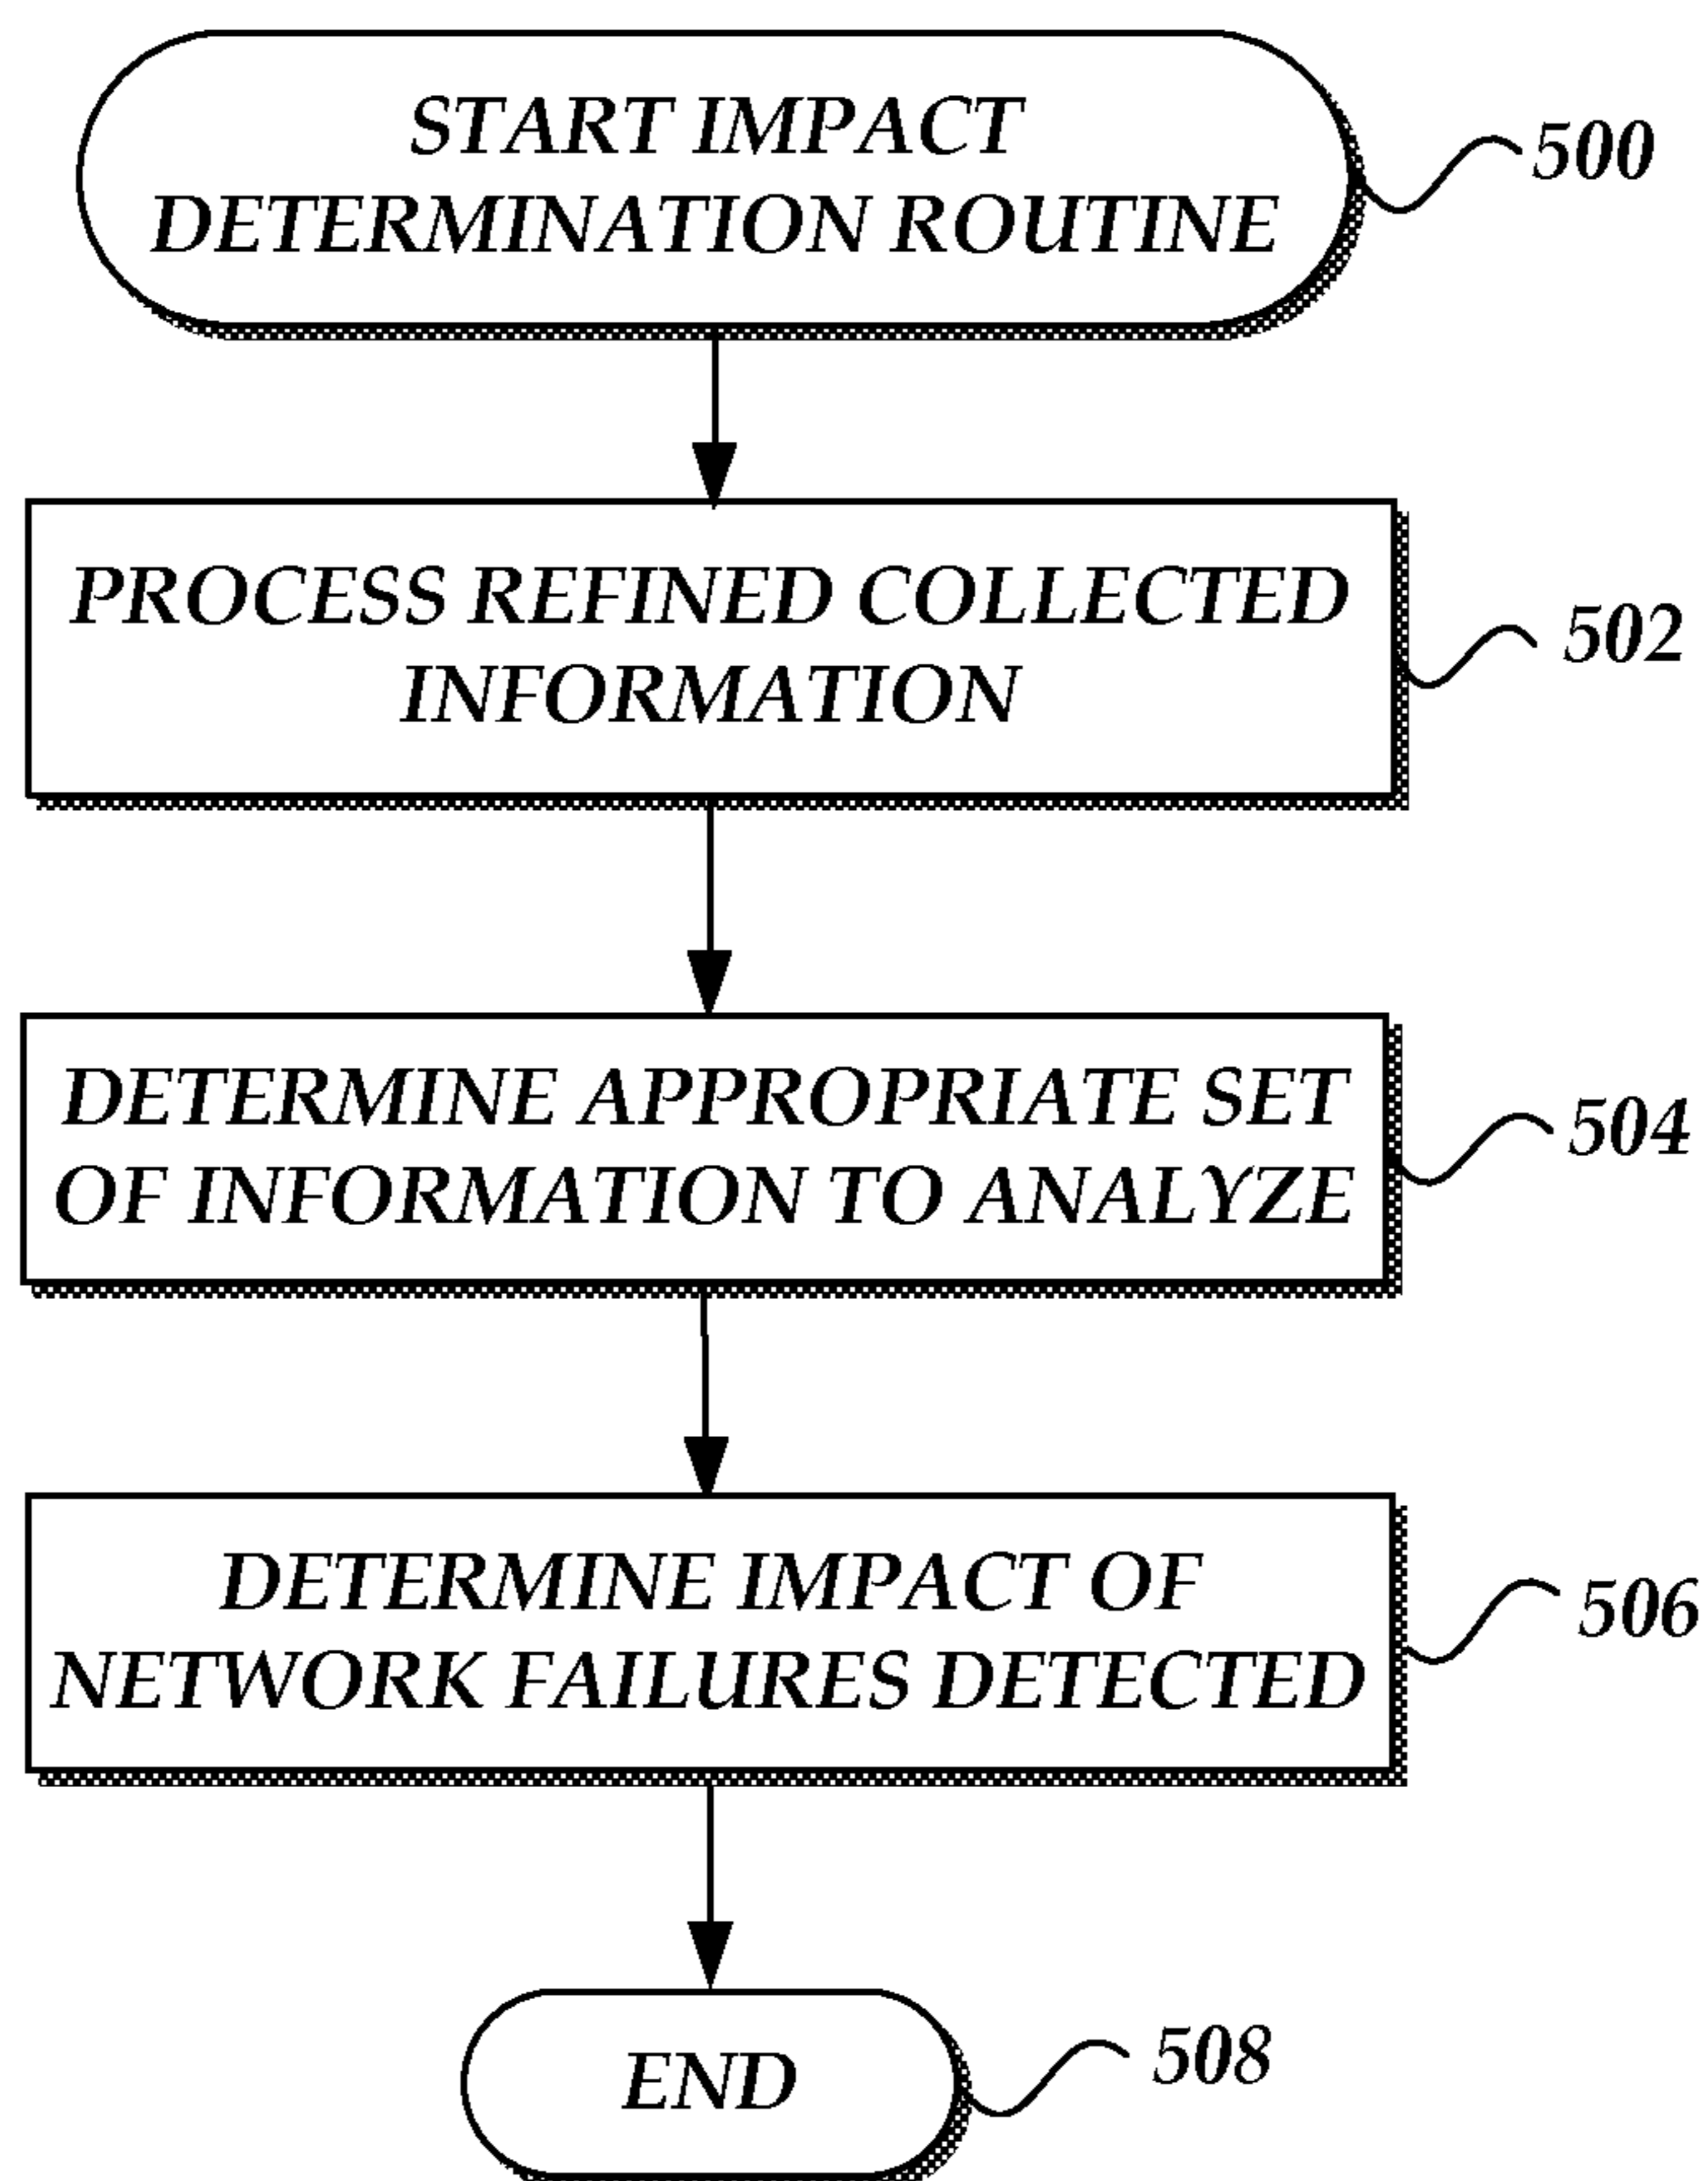 START IMPACT
DETERMINATION ROUTINE
500
PROCESS REFINED COLLECTED
INFORMATION
502
DETERMINE APPROPRIATE SET
OF INFORMATION TO ANALYZE
504
DETERMINE IMPACT OF
NETWORK FAILURES DETECTED
506
END
508